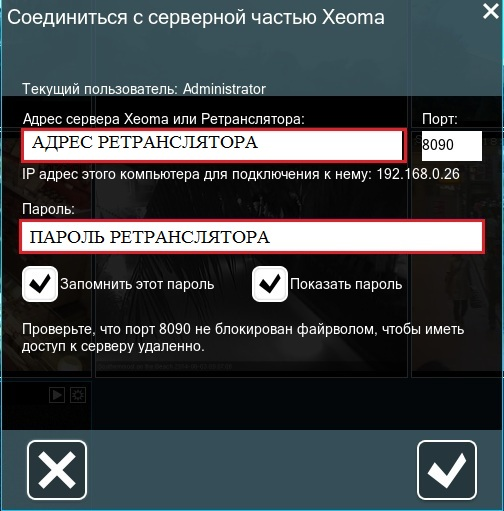 Соединиться с серверной частью Xeoma
Текущий пользователь: Administrator
Адрес сервера Xeoma или Ретранслятора: Порт:
АДРЕС РЕТРАНСЛЯТОРА 8090
IP адрес этого компьютера для подключения к нему: 192.168.0.26
Пароль:
ПАРОЛЬ РЕТРАНСЛЯТОРА
Запомнить этот пароль Показать пароль
Проверьте, что порт 8090 не блокирован файрволом, чтобы иметь
доступ к серверу удаленно.